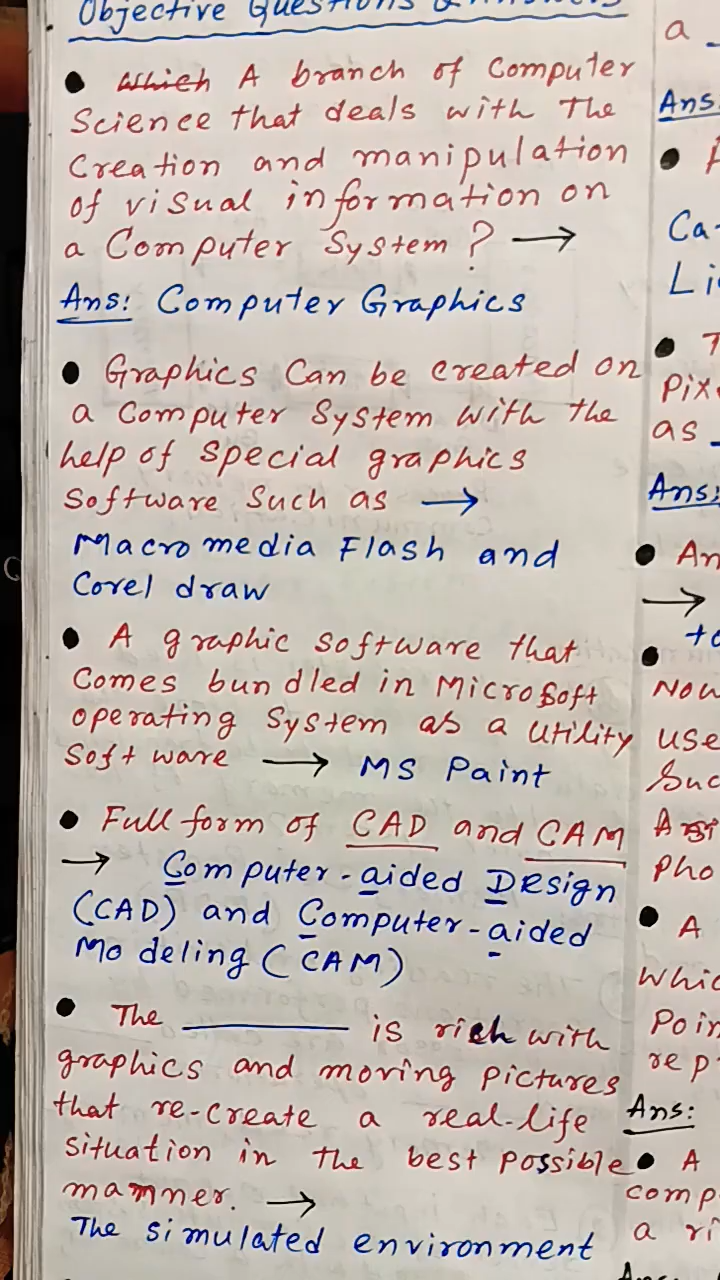 Objective Questions & Answers
• Which A branch of Computer
Science that deals with The
Creation and manipulation
of visual information on
a Computer System? →
Ans: Computer Graphics
• Graphics Can be created on
a Computer System with the
help of special graphics
Software Such as →
Macromedia Flash and
Corel draw
• A graphic software that
Comes bundled in Microsoft
operating System as a Utility
Software → MS Paint
• Full form of CAD and CAM
→ Computer-aided Design
(CAD) and Computer-aided
Modeling (CAM)
• The ________ is rich with
graphics and moving pictures
that re-create a real-life
situation in the best possible
manner. →
The simulated environment
a
Ans:
•
Ca
Li
•
Pix
as
Ans:
• An
→
to
•
Now
use
Suc
Pho
• A
Whic
Poin
rep
Ans:
• A
comp
a ri